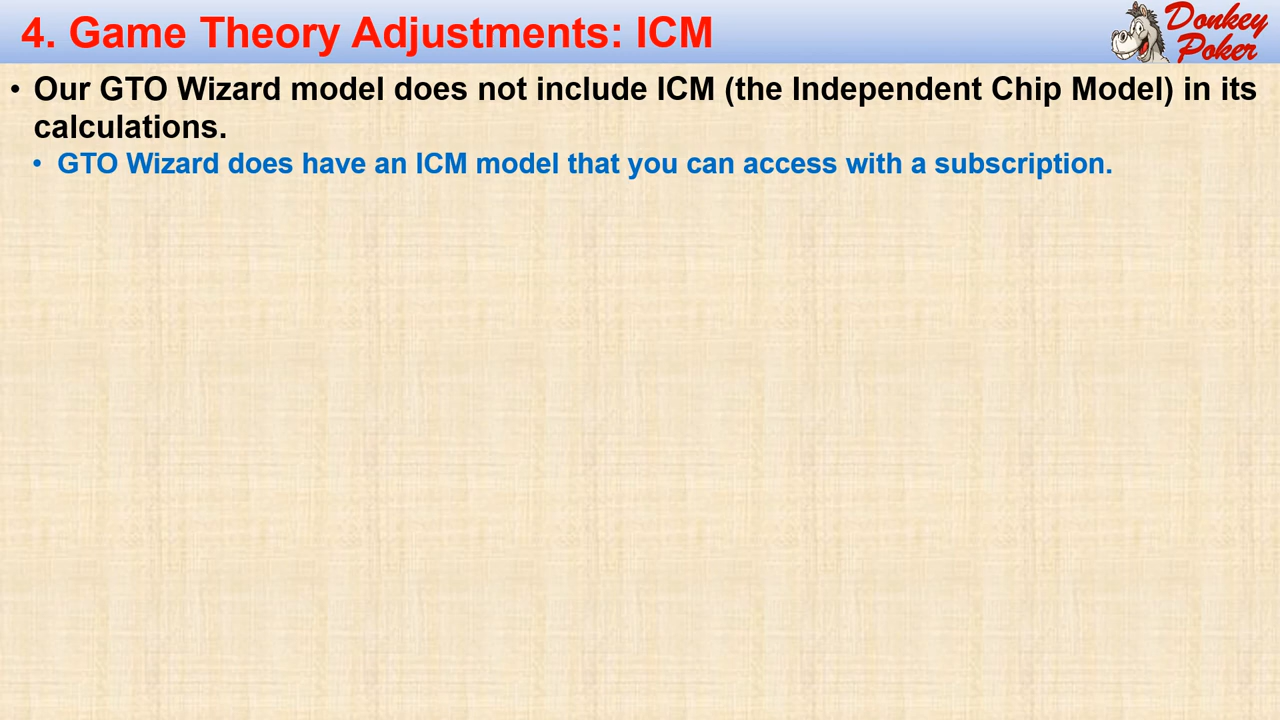 4. Game Theory Adjustments: ICM
Donkey
Poker
• Our GTO Wizard model does not include ICM (the Independent Chip Model) in its
calculations.
• GTO Wizard does have an ICM model that you can access with a subscription.